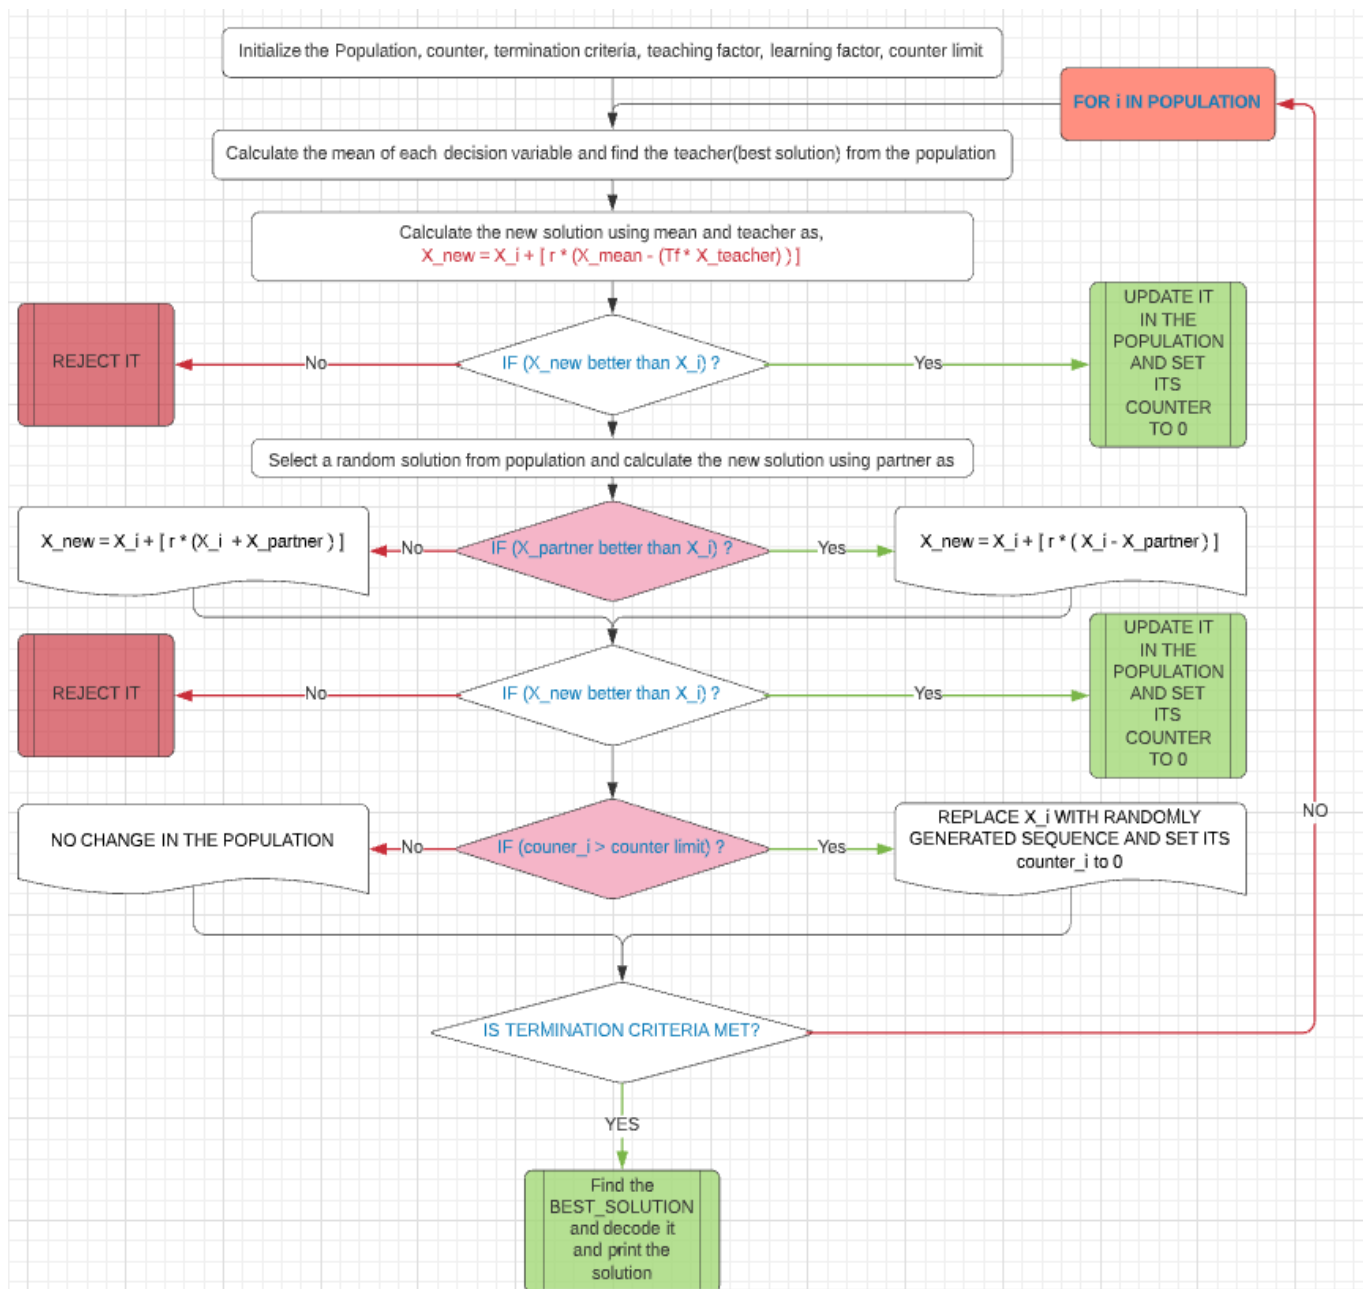 Initialize the Population, counter, termination criteria, teaching factor, learning factor, counter limit
FOR i IN POPULATION
Calculate the mean of each decision variable and find the teacher(best solution) from the population
Calculate the new solution using mean and teacher as,
X_new = X_i + [ r * (X_mean - (Tf * X_teacher) ) ]
REJECT IT
No
IF (X_new better than X_i) ?
Yes
UPDATE IT
IN THE
POPULATION
AND SET
ITS
COUNTER
TO 0
Select a random solution from population and calculate the new solution using partner as
X_new = X_i + [ r * (X_i + X_partner ) ]
No
IF (X_partner better than X_i) ?
Yes
X_new = X_i + [ r * ( X_i - X_partner ) ]
REJECT IT
No
IF (X_new better than X_i) ?
Yes
UPDATE IT
IN THE
POPULATION
AND SET
ITS
COUNTER
TO 0
NO CHANGE IN THE POPULATION
No
IF (couner_i > counter limit) ?
Yes
REPLACE X_i WITH RANDOMLY
GENERATED SEQUENCE AND SET ITS
counter_i to 0
NO
IS TERMINATION CRITERIA MET?
YES
Find the
BEST_SOLUTION
and decode it
and print the
solution